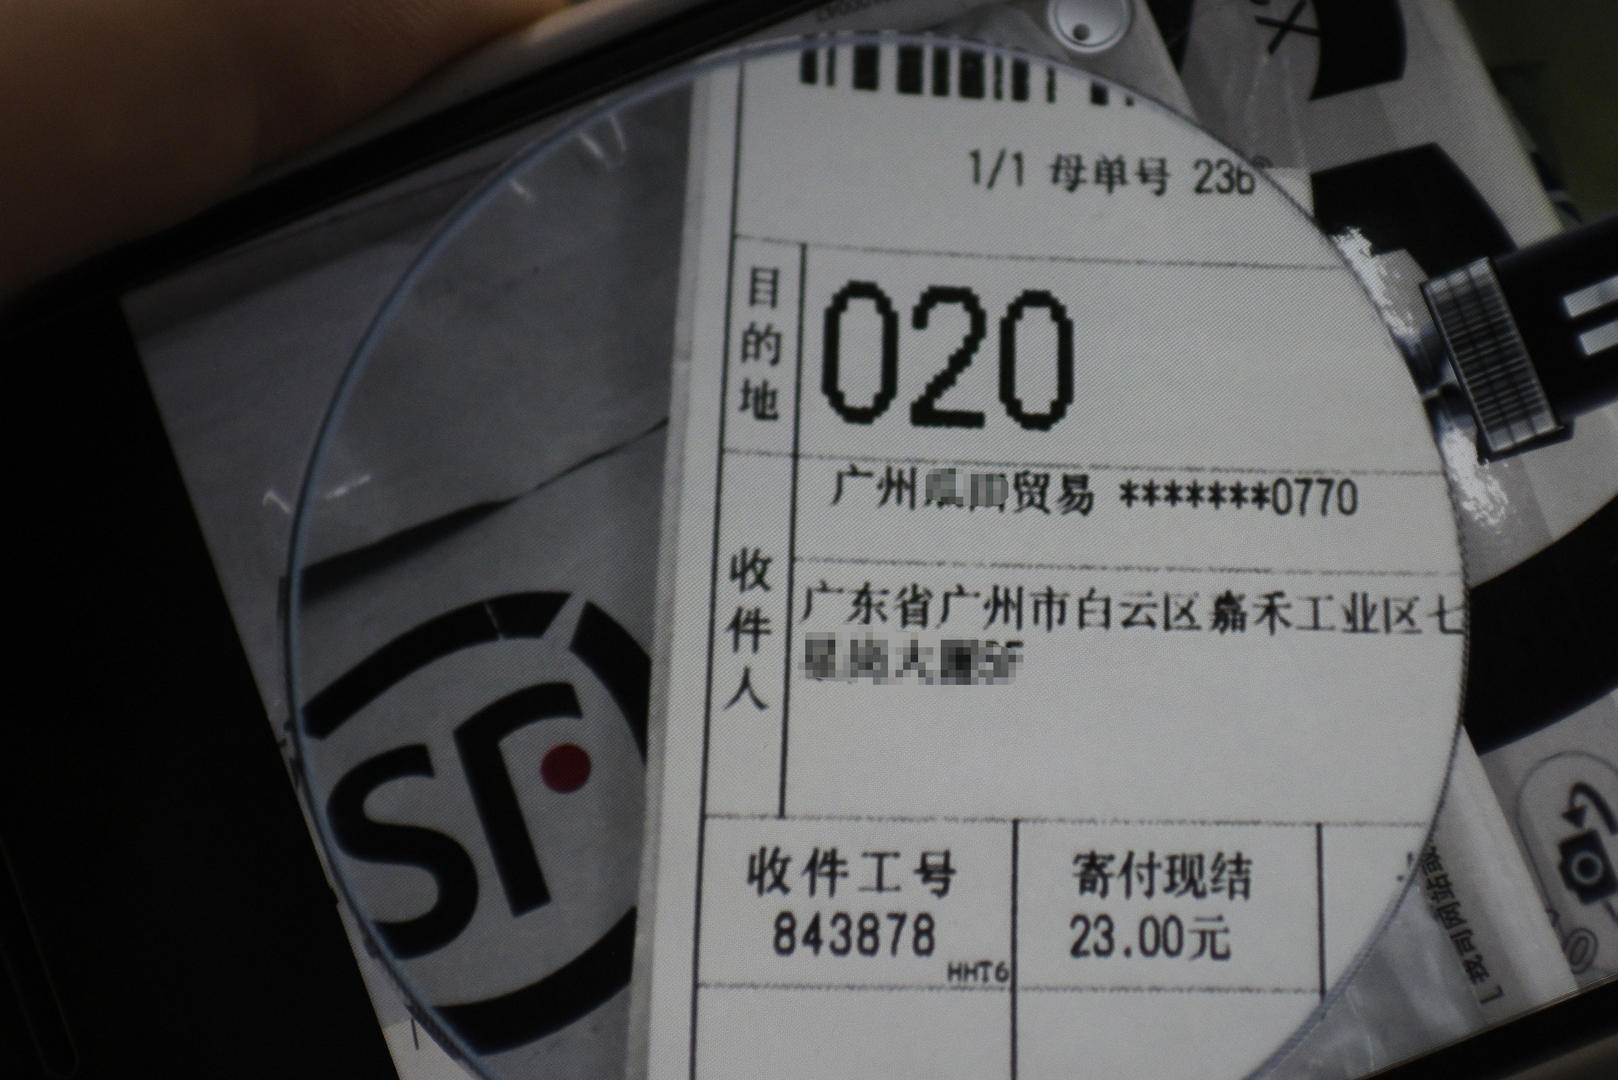 1/1 母单号 236
目的地
020
收件人
广州 贸易 *******0770
广东省广州市白云区嘉禾工业区七
收件工号
843878
HHT6
寄付现结
23.00元
SF